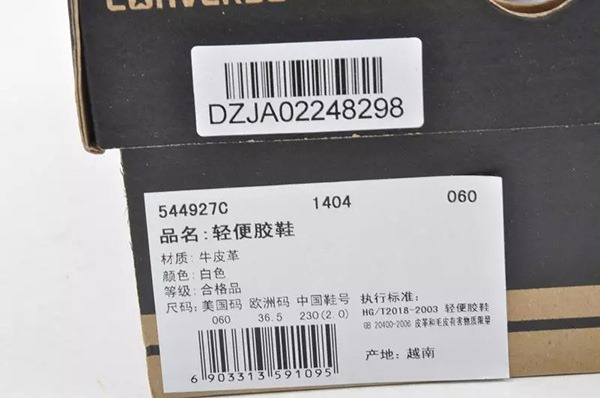 CONVERSE
DZJA02248298
544927C 1404 060
品名:轻便胶鞋
材质:牛皮革
颜色:白色
等级:合格品
尺码:美国码 欧洲码 中国鞋号
060 36.5 230(2.0)
执行标准:
HG/T2018-2003 轻便胶鞋
GB 20400-2006 皮革和毛皮有害物质限量
产地:越南
6 903313 591095